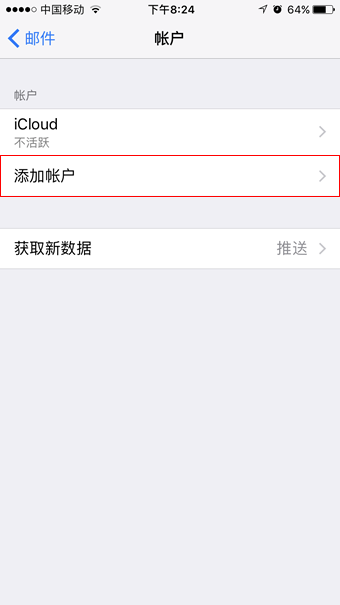 中国移动 下午8:24 64%
邮件 帐户
帐户
iCloud
不活跃
添加帐户
获取新数据 推送